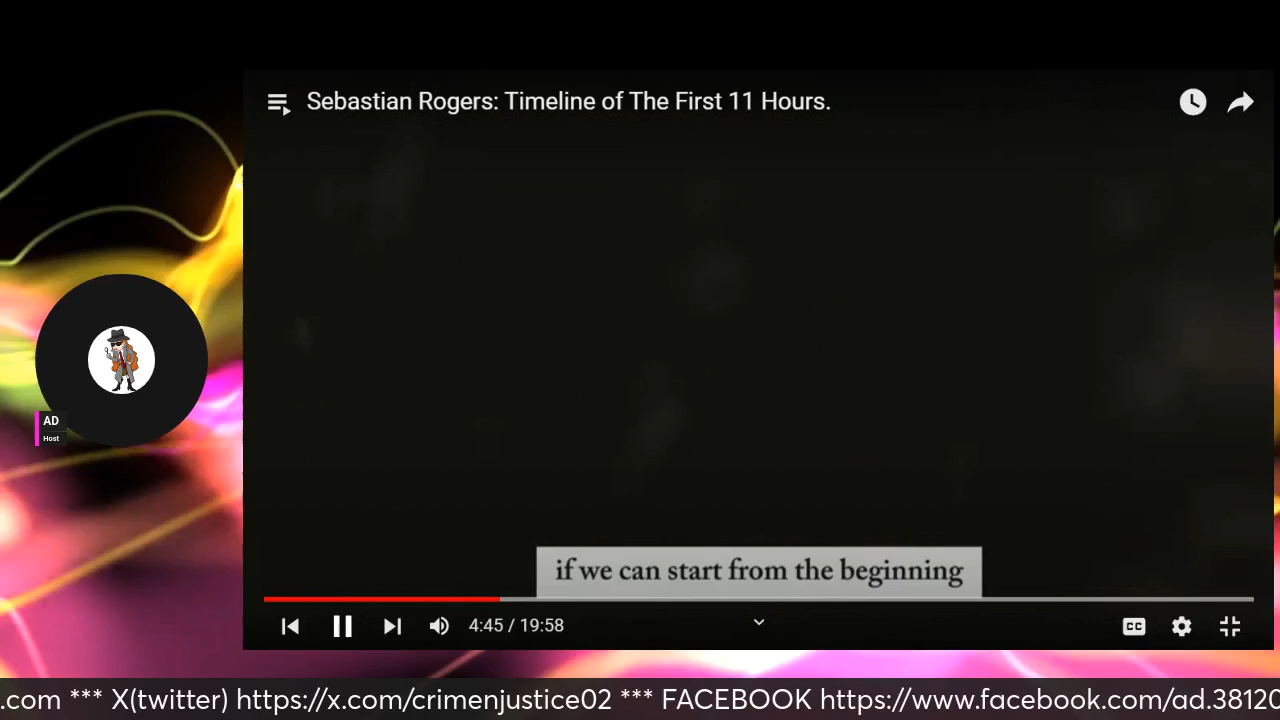 Sebastian Rogers: Timeline of The First 11 Hours.
AD
Host
if we can start from the beginning
4:45 / 19:58
CC
.com *** X(twitter) https://x.com/crimenjustice02 *** FACEBOOK https://www.facebook.com/ad.38120